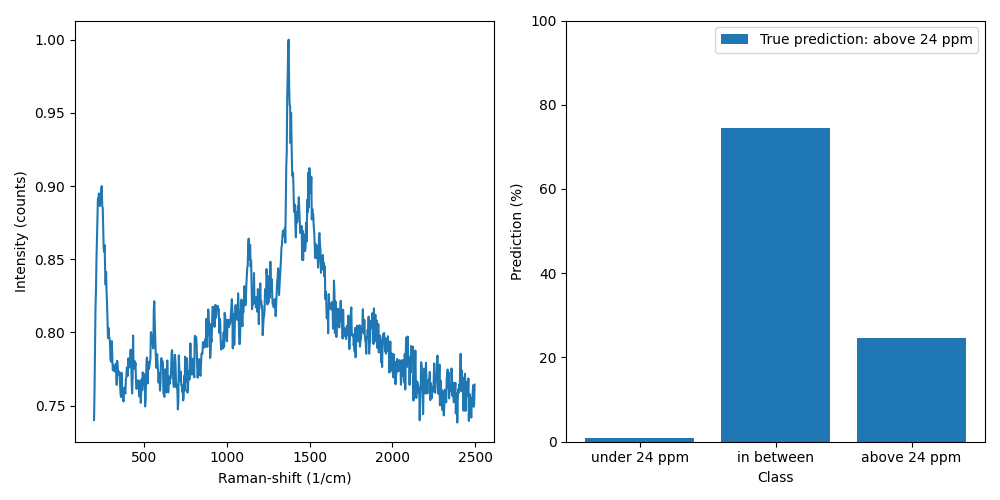 1.00
0.95
0.90
0.85
0.80
0.75
Intensity (counts)
500 1000 1500 2000 2500
Raman-shift (1/cm)
100
80
60
40
20
0
Prediction (%)
True prediction: above 24 ppm
under 24 ppm in between above 24 ppm
Class